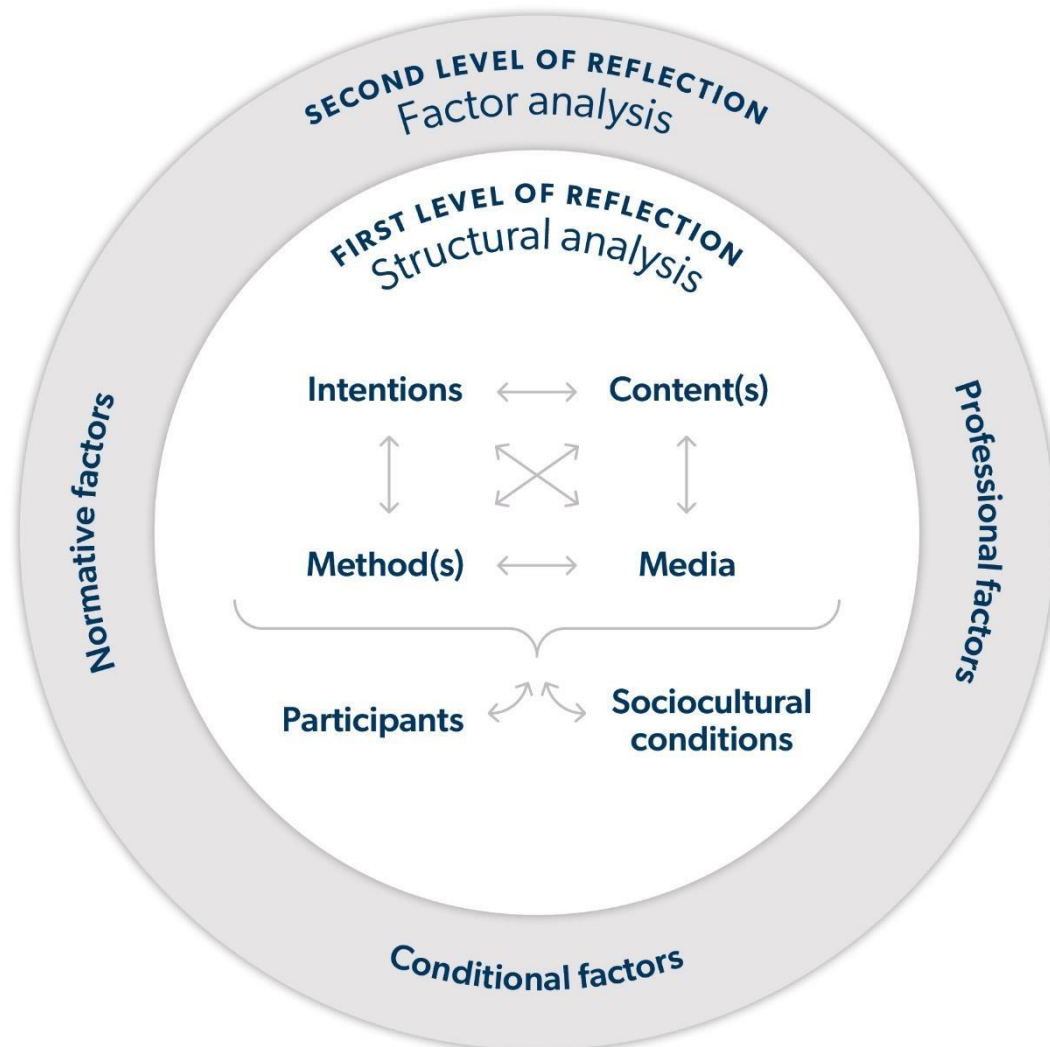 SECOND LEVEL OF REFLECTION
Factor analysis
FIRST LEVEL OF REFLECTION
Structural analysis
Intentions
Content(s)
Normative factors
Professional factors
Method(s)
Media
Participants
Sociocultural
conditions
Conditional factors